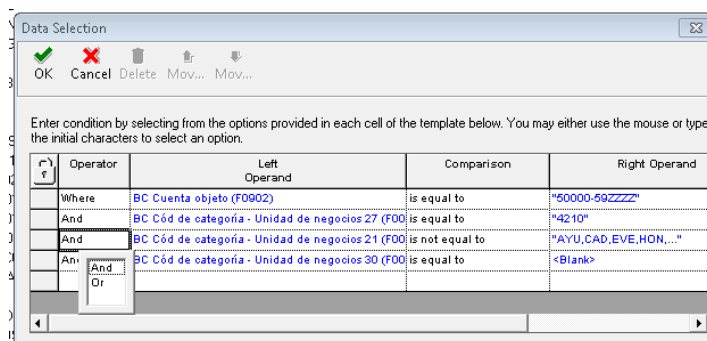 Data Selection
OK Cancel Delete Mov... Mov...
Enter condition by selecting from the options provided in each cell of the template below. You may either use the mouse or type
the initial characters to select an option.
Operator Left Operand Comparison Right Operand
Where BC Cuenta objeto (F0902) is equal to "50000-59ZZZZ"
And BC Cód de categoría - Unidad de negocios 27 (F00 is equal to "4210"
And BC Cód de categoría - Unidad de negocios 21 (F00 is not equal to "AYU,CAD,EVE,HON,..."
BC Cód de categoría - Unidad de negocios 30 (F00 is equal to <Blank>
And
Or